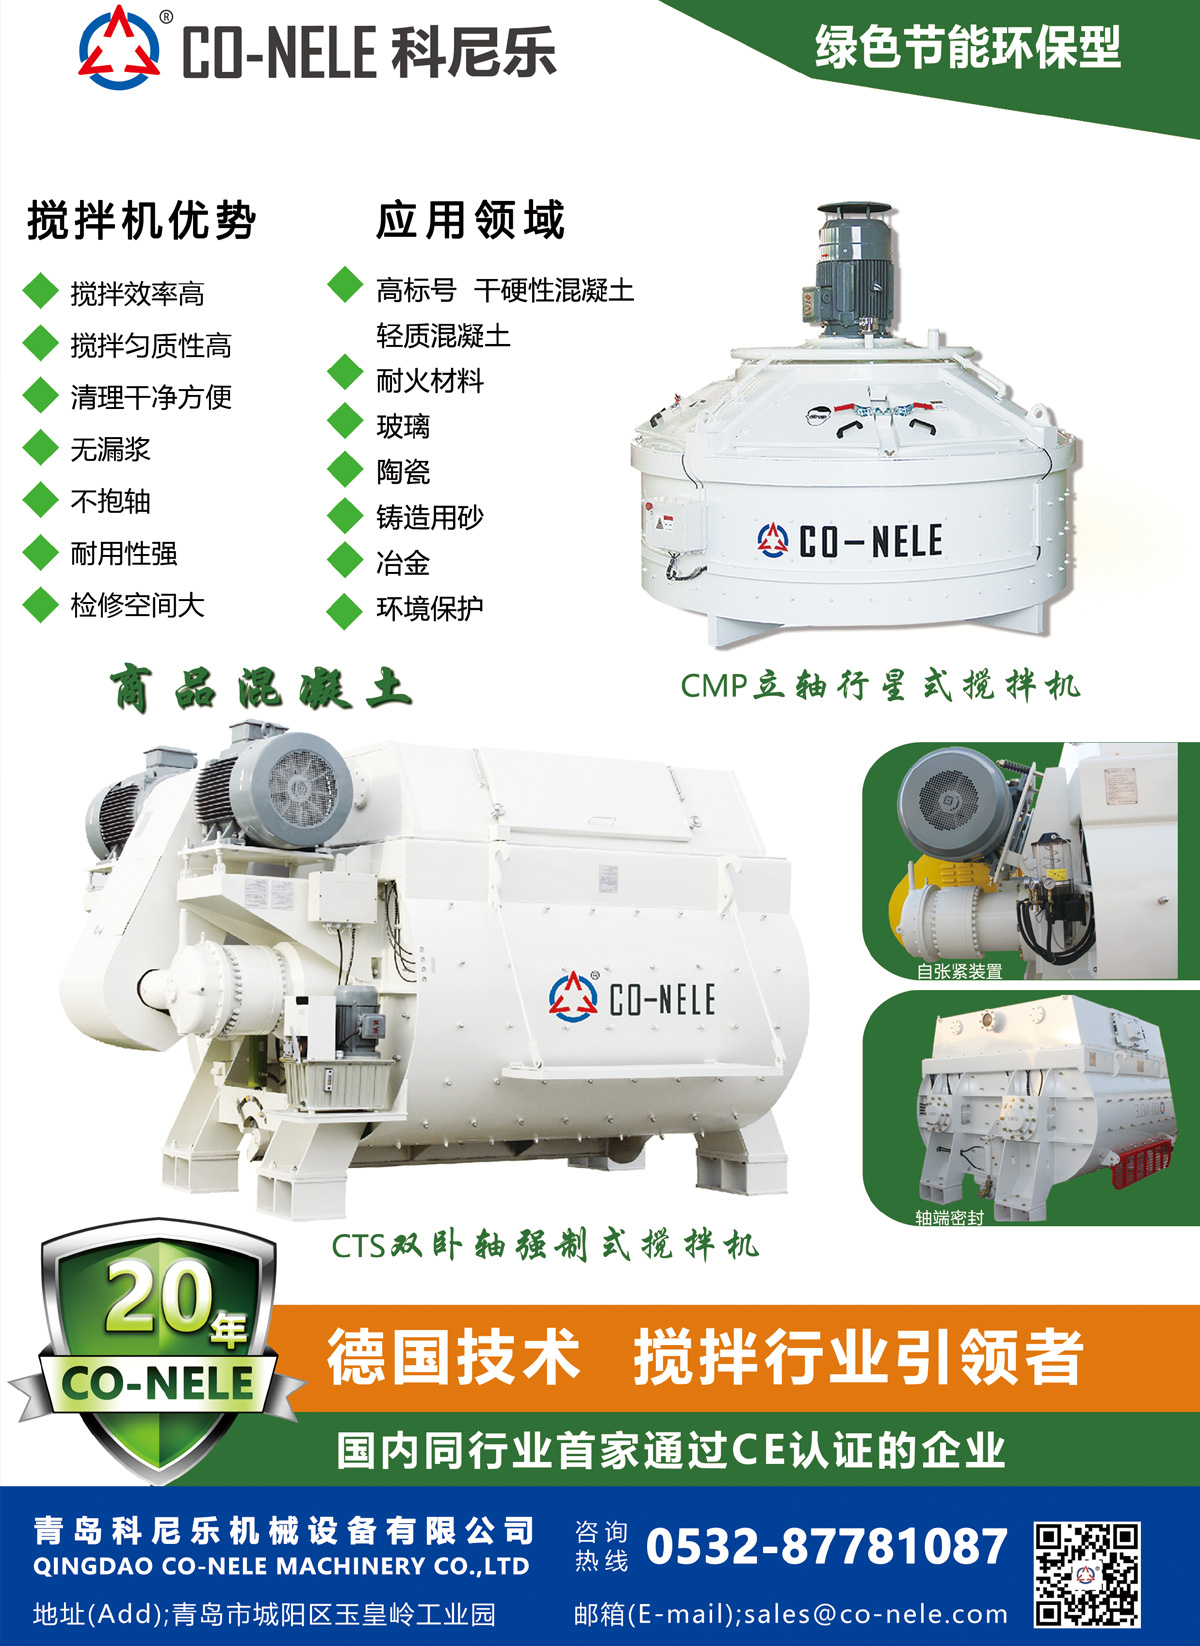 CO-NELE 科尼乐
®
绿色节能环保型
搅拌机优势
搅拌效率高
搅拌匀质性高
清理干净方便
无漏浆
不抱轴
耐用性强
检修空间大
应用领域
高标号 干硬性混凝土
轻质混凝土
耐火材料
玻璃
陶瓷
铸造用砂
冶金
环境保护
CO-NELE
CMP立轴行星式搅拌机
商品混凝土
® CO-NELE
自张紧装置
轴端密封
CTS双卧轴强制式搅拌机
20年
CO-NELE
德国技术 搅拌行业引领者
国内同行业首家通过CE认证的企业
青岛科尼乐机械设备有限公司
QINGDAO CO-NELE MACHINERY CO.,LTD
地址(Add);青岛市城阳区玉皇岭工业园
咨询热线 0532-87781087
邮箱(E-mail);sales@co-nele.com